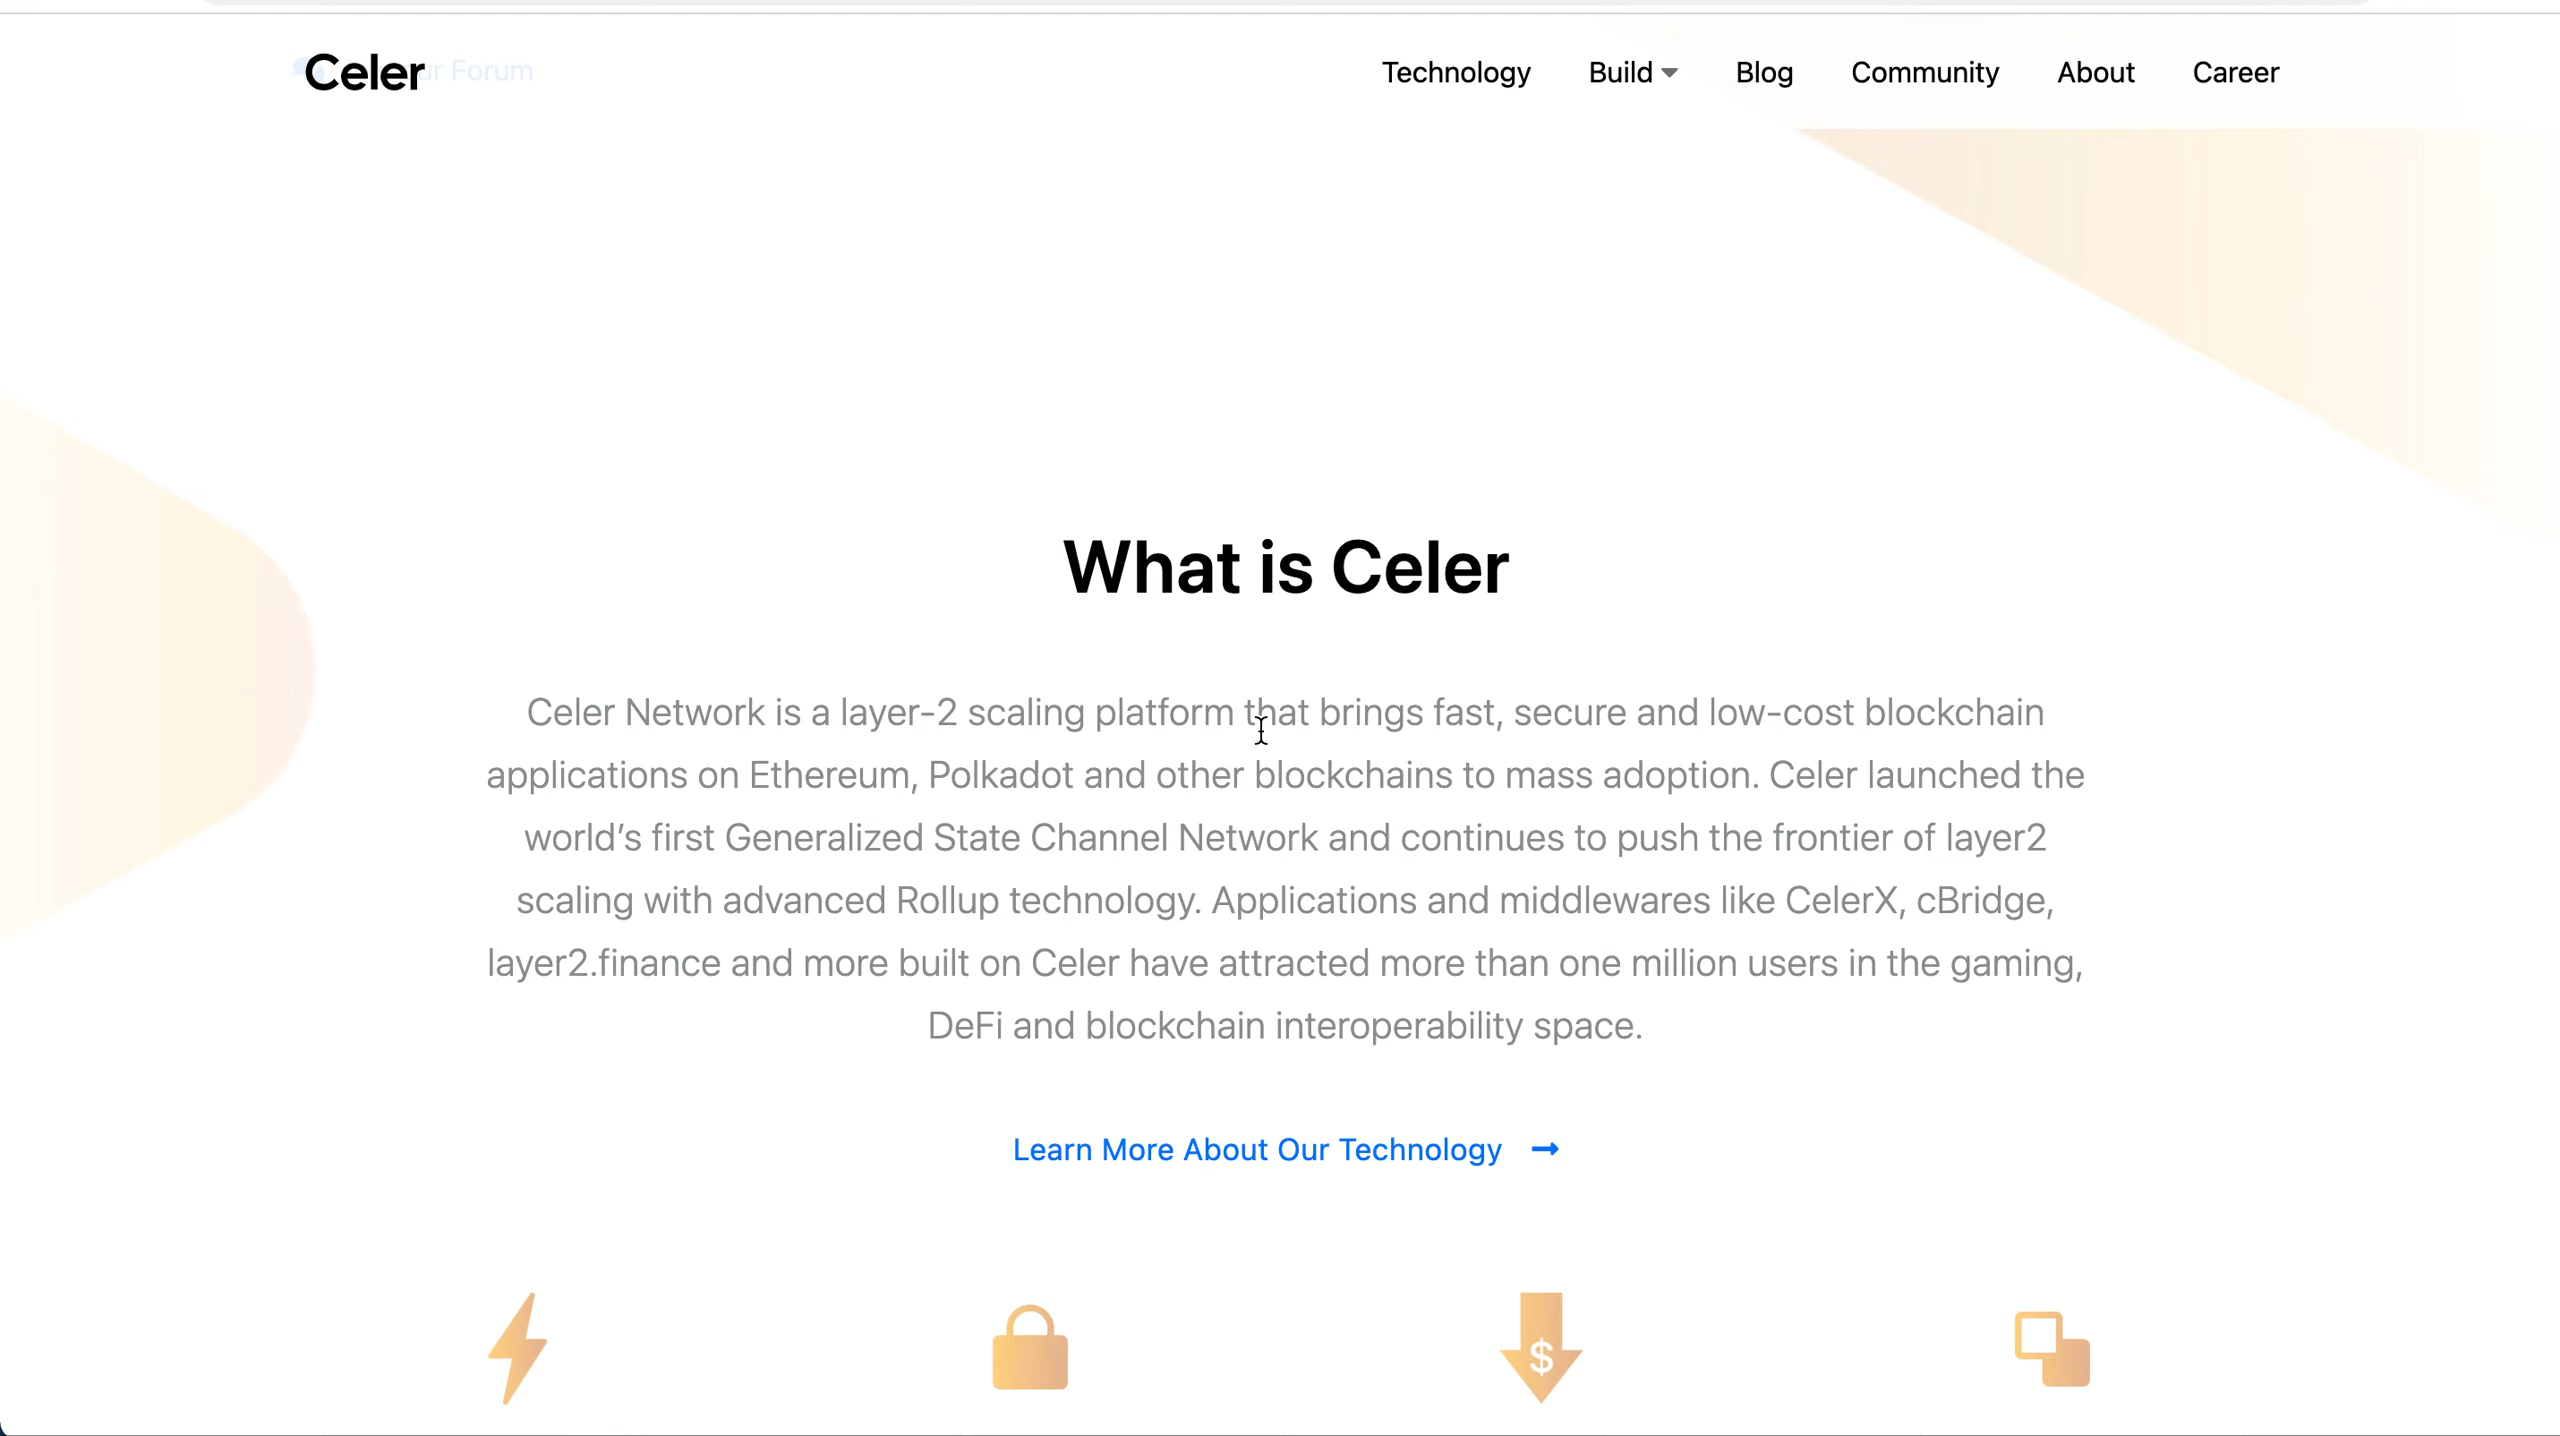 Celer
ur Forum
Technology
Build
Blog
Community
About
Career
What is Celer
Celer Network is a layer-2 scaling platform that brings fast, secure and low-cost blockchain
applications on Ethereum, Polkadot and other blockchains to mass adoption. Celer launched the
world’s first Generalized State Channel Network and continues to push the frontier of layer2
scaling with advanced Rollup technology. Applications and middlewares like CelerX, cBridge,
layer2.finance and more built on Celer have attracted more than one million users in the gaming,
DeFi and blockchain interoperability space.
Learn More About Our Technology
$